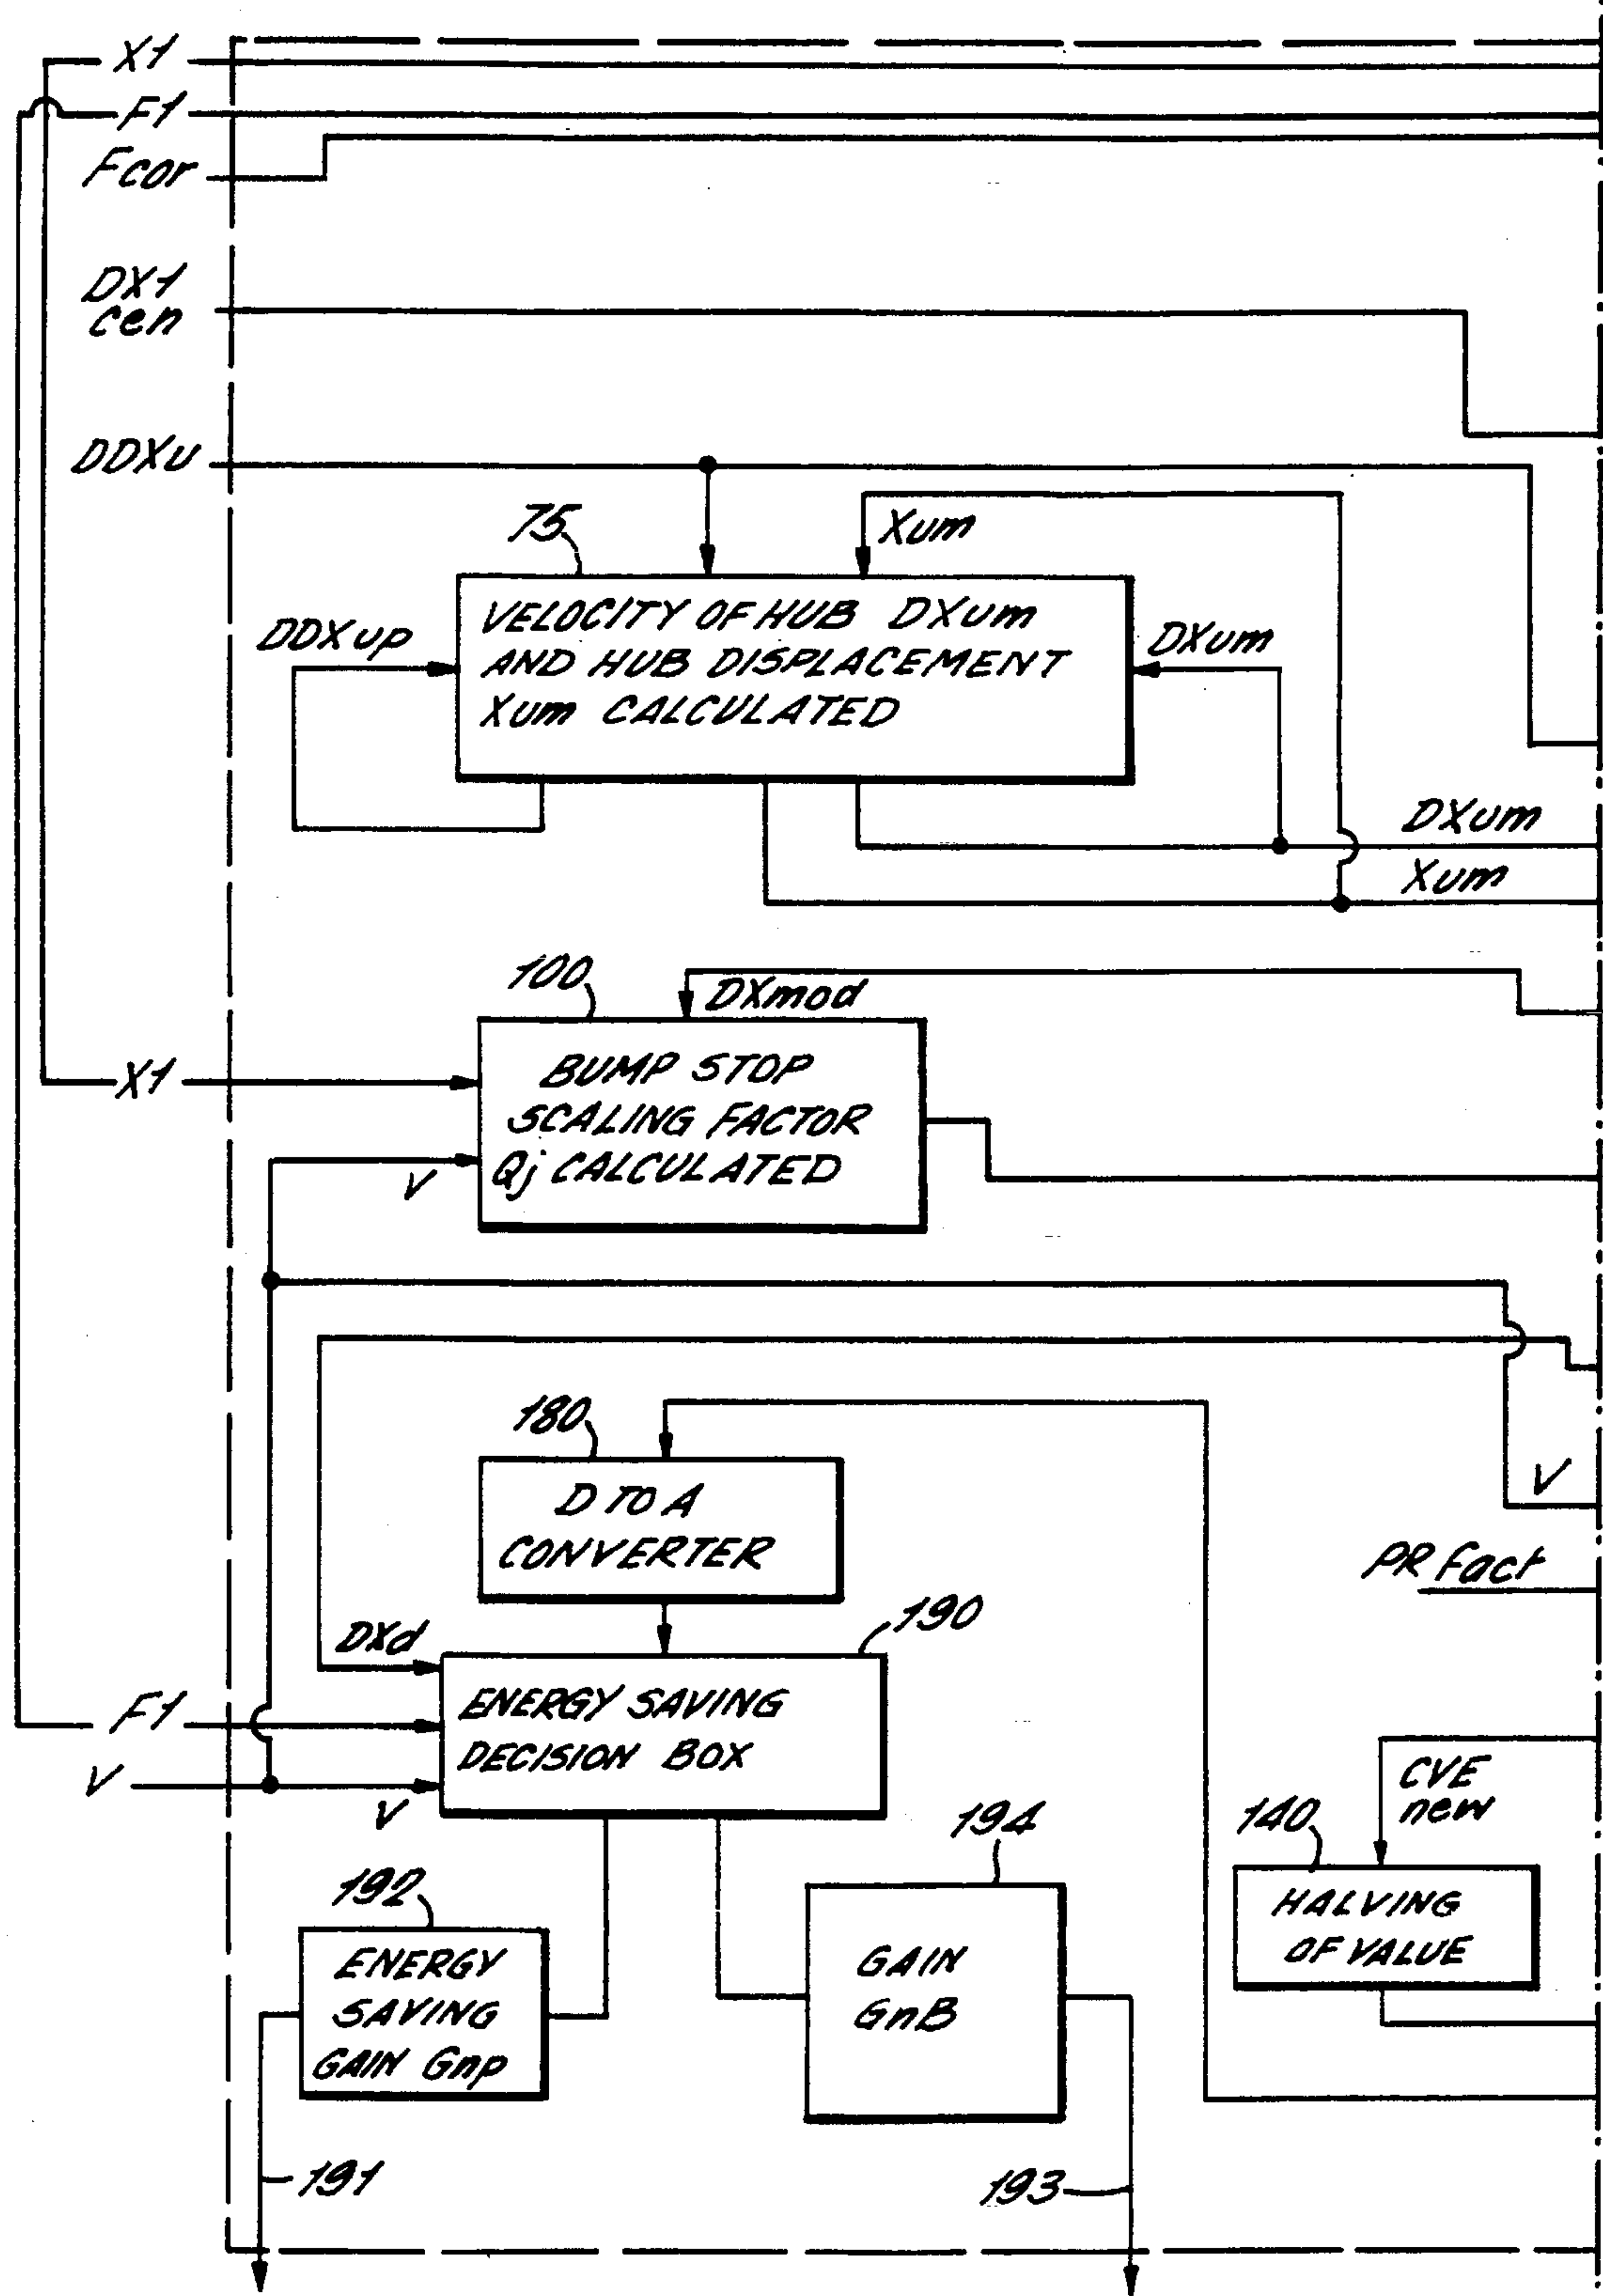 X1
F1
Fcor
DX1
cen
DDXu
75
Xum
DDXup
VELOCITY OF HUB DXum
AND HUB DISPLACEMENT
Xum CALCULATED
DXum
DXum
Xum
100
DXmod
X1
BUMP STOP
SCALING FACTOR
Qj CALCULATED
V
180
D TO A
CONVERTER
V
PR fact
190
DXd
F1
ENERGY SAVING
DECISION BOX
V
V
CVE
new
140
HALVING
OF VALUE
194
192
ENERGY
SAVING
GAIN Gnp
GAIN
GnB
191
193